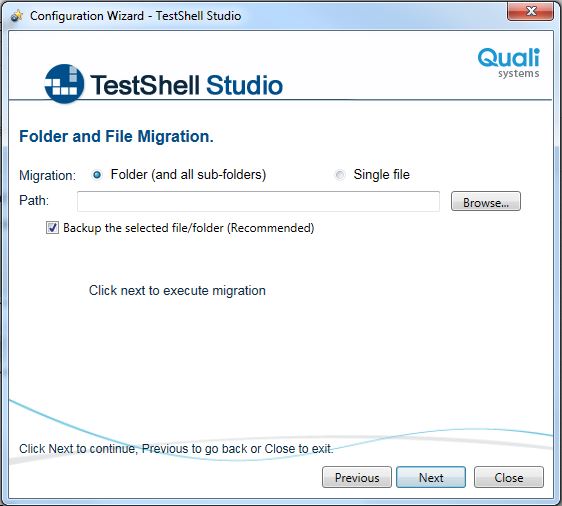 Configuration Wizard - TestShell Studio
Quali
systems
TestShell Studio
Folder and File Migration.
Migration: Folder (and all sub-folders) Single file
Path: Browse...
Backup the selected file/folder (Recommended)
Click next to execute migration
Click Next to continue, Previous to go back or Close to exit.
Previous Next Close